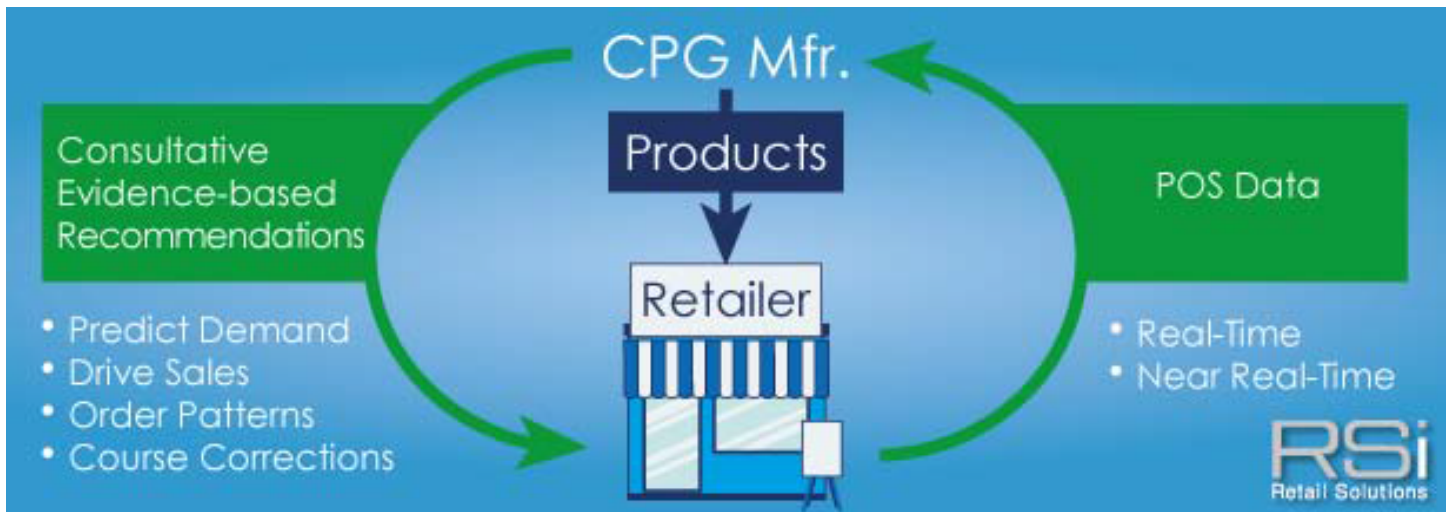 CPG Mfr.
Products
Retailer
Consultative
Evidence-based
Recommendations
• Predict Demand
• Drive Sales
• Order Patterns
• Course Corrections
POS Data
• Real-Time
• Near Real-Time
RSi
Retail Solutions